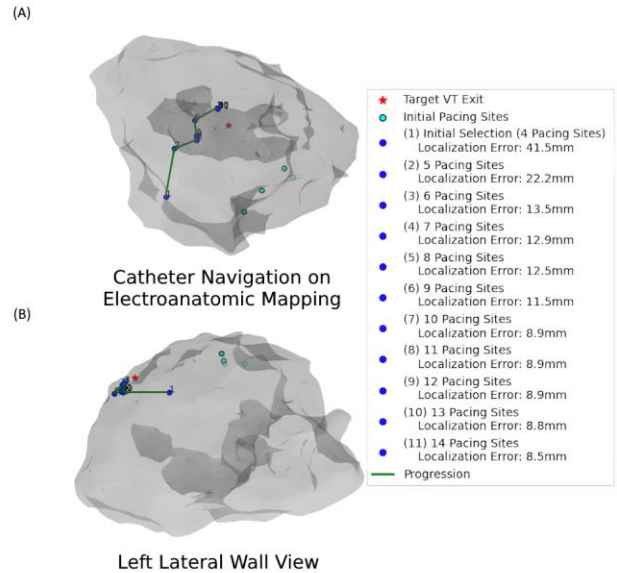 (A)
Catheter Navigation on
Electroanatomic Mapping
(B)
Left Lateral Wall View
Target VT Exit
Initial Pacing Sites
(1) Initial Selection (4 Pacing Sites)
Localization Error: 41.5mm
(2) 5 Pacing Sites
Localization Error: 22.2mm
(3) 6 Pacing Sites
Localization Error: 13.5mm
(4) 7 Pacing Sites
Localization Error: 12.9mm
(5) 8 Pacing Sites
Localization Error: 12.5mm
(6) 9 Pacing Sites
Localization Error: 11.5mm
(7) 10 Pacing Sites
Localization Error: 8.9mm
(8) 11 Pacing Sites
Localization Error: 8.9mm
(9) 12 Pacing Sites
Localization Error: 8.9mm
(10) 13 Pacing Sites
Localization Error: 8.8mm
(11) 14 Pacing Sites
Localization Error: 8.5mm
Progression